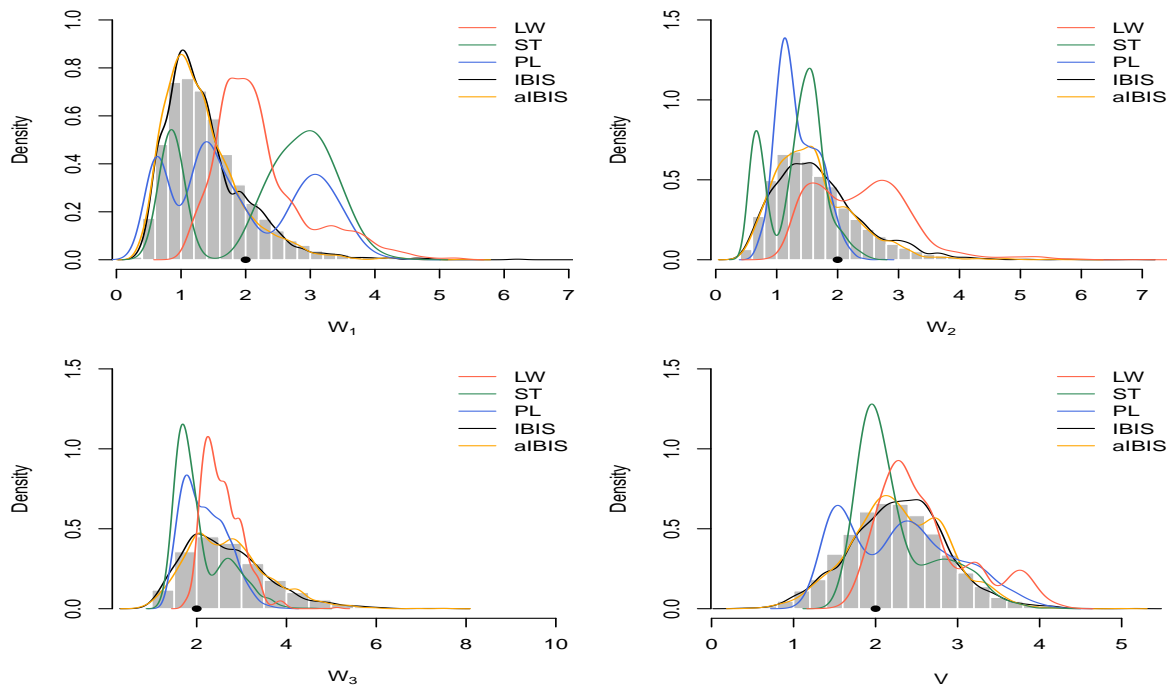 Density
1.0
0.8
0.6
0.4
0.2
0.0
LW
ST
PL
IBIS
aIBIS
0 1 2 3 4 5 6 7
W₁
Density
1.5
1.0
0.5
0.0
LW
ST
PL
IBIS
aIBIS
0 1 2 3 4 5 6 7
W₂
Density
1.5
1.0
0.5
0.0
LW
ST
PL
IBIS
aIBIS
2 4 6 8 10
W₃
Density
1.5
1.0
0.5
0.0
LW
ST
PL
IBIS
aIBIS
0 1 2 3 4 5
V